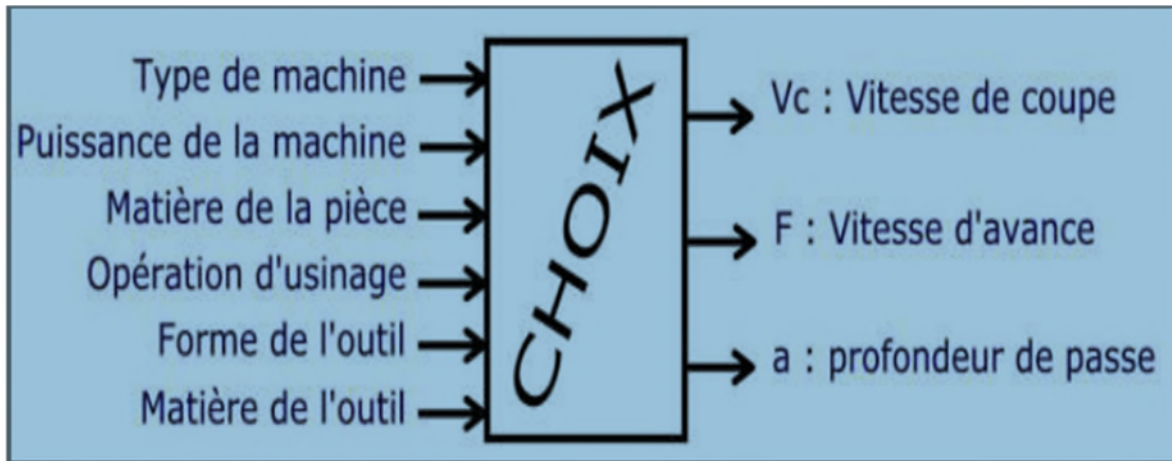 Type de machine
Puissance de la machine
Matière de la pièce
Opération d'usinage
Forme de l'outil
Matière de l'outil
CHOIX
Vc : Vitesse de coupe
F : Vitesse d'avance
a : profondeur de passe